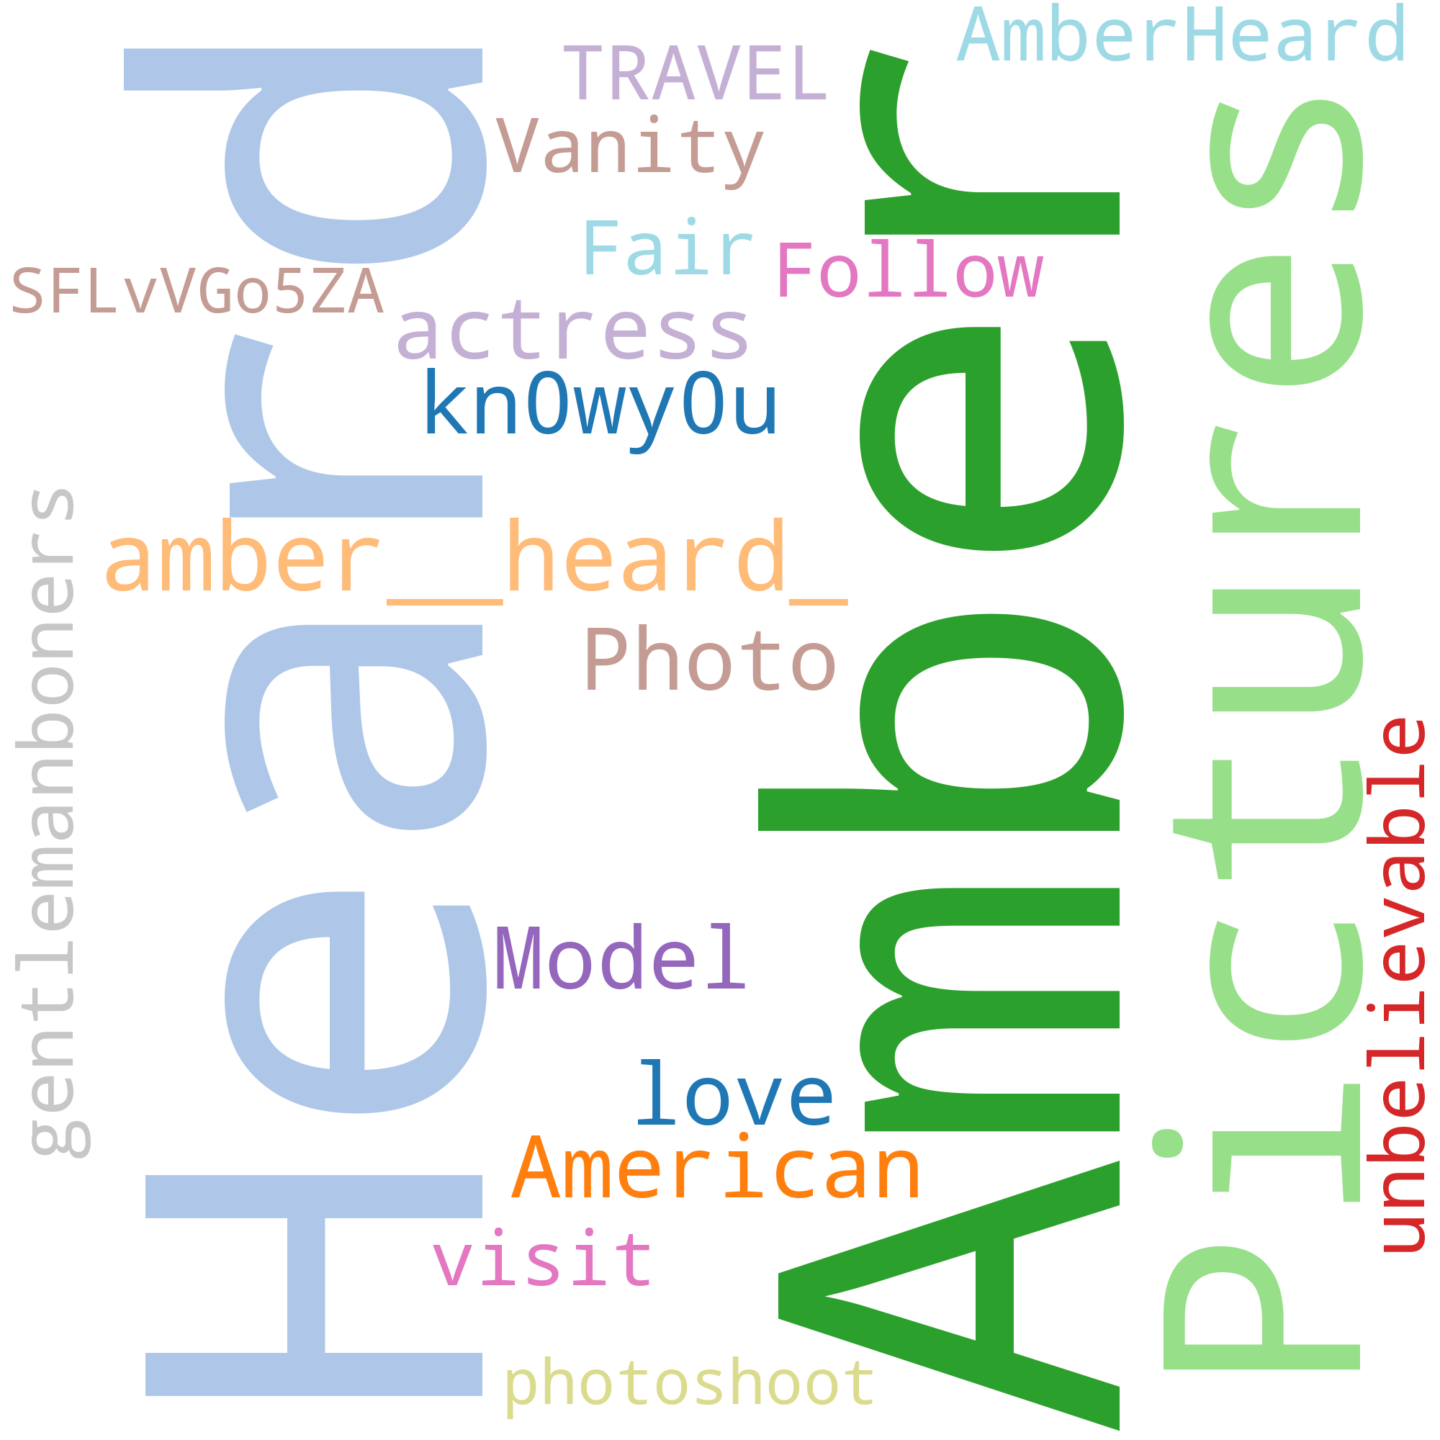 AmberHeard
TRAVEL
Vanity
Fair
Follow
SFLvVGo5ZA
actress
kn0wy0u
Heard
Amber
Pictures
gentlemanboners
amber__heard_
Photo
unbelievable
Model
love
American
visit
photoshoot